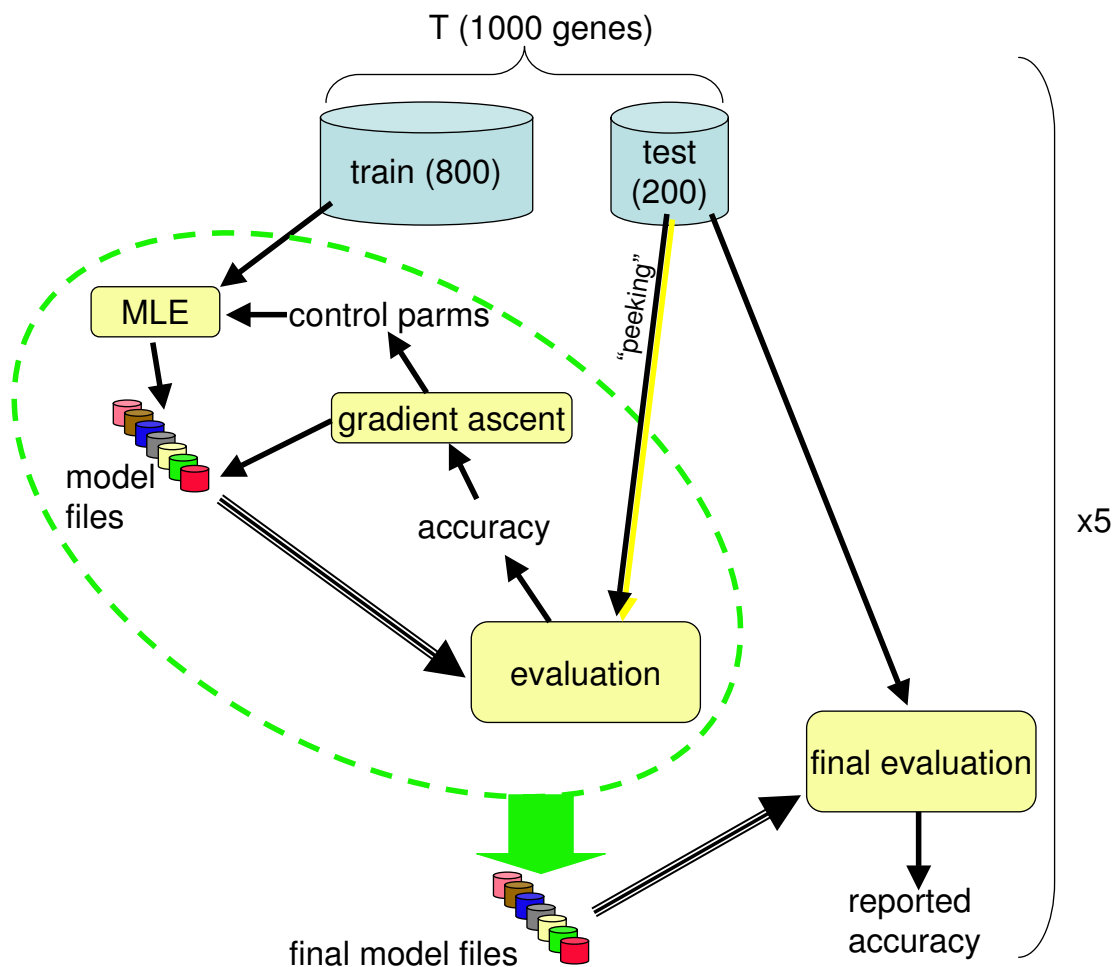 T (1000 genes)
train (800)
test
(200)
“peeking”
MLE
control parms
gradient ascent
model
files
accuracy
x5
evaluation
final evaluation
reported
accuracy
final model files